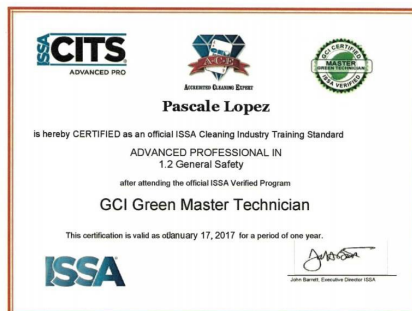 ISSA CITS
ADVANCED PRO
ACE
ACCREDITED CLEANING EXPERT
GCI CERTIFIED
MASTER
GREEN TECHNICIAN
ISSA VERIFIED
Pascale Lopez
is hereby CERTIFIED as an official ISSA Cleaning Industry Training Standard
ADVANCED PROFESSIONAL IN
1.2 General Safety
after attending the official ISSA Verified Program
GCI Green Master Technician
This certification is valid as of January 17, 2017 for a period of one year.
ISSA
John Barrett, Executive Director ISSA